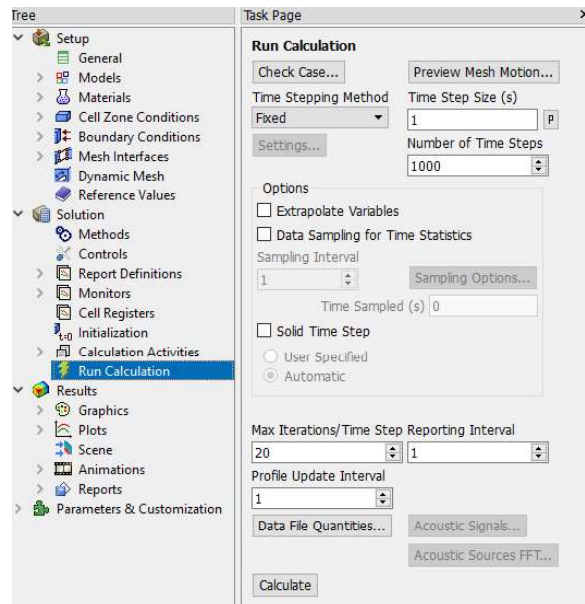 Tree
Setup
General
Models
Materials
Cell Zone Conditions
Boundary Conditions
Mesh Interfaces
Dynamic Mesh
Reference Values
Solution
Methods
Controls
Report Definitions
Monitors
Cell Registers
t=0 Initialization
Calculation Activities
Run Calculation
Results
Graphics
Plots
Scene
Animations
Reports
Parameters & Customization
Task Page
Run Calculation
Check Case... Preview Mesh Motion...
Time Stepping Method Time Step Size (s)
Fixed 1 P
Settings... Number of Time Steps
1000
Options
Extrapolate Variables
Data Sampling for Time Statistics
Sampling Interval
1 Sampling Options...
Time Sampled (s) 0
Solid Time Step
User Specified
Automatic
Max Iterations/Time Step Reporting Interval
20 1
Profile Update Interval
1
Data File Quantities... Acoustic Signals...
Acoustic Sources FFT...
Calculate